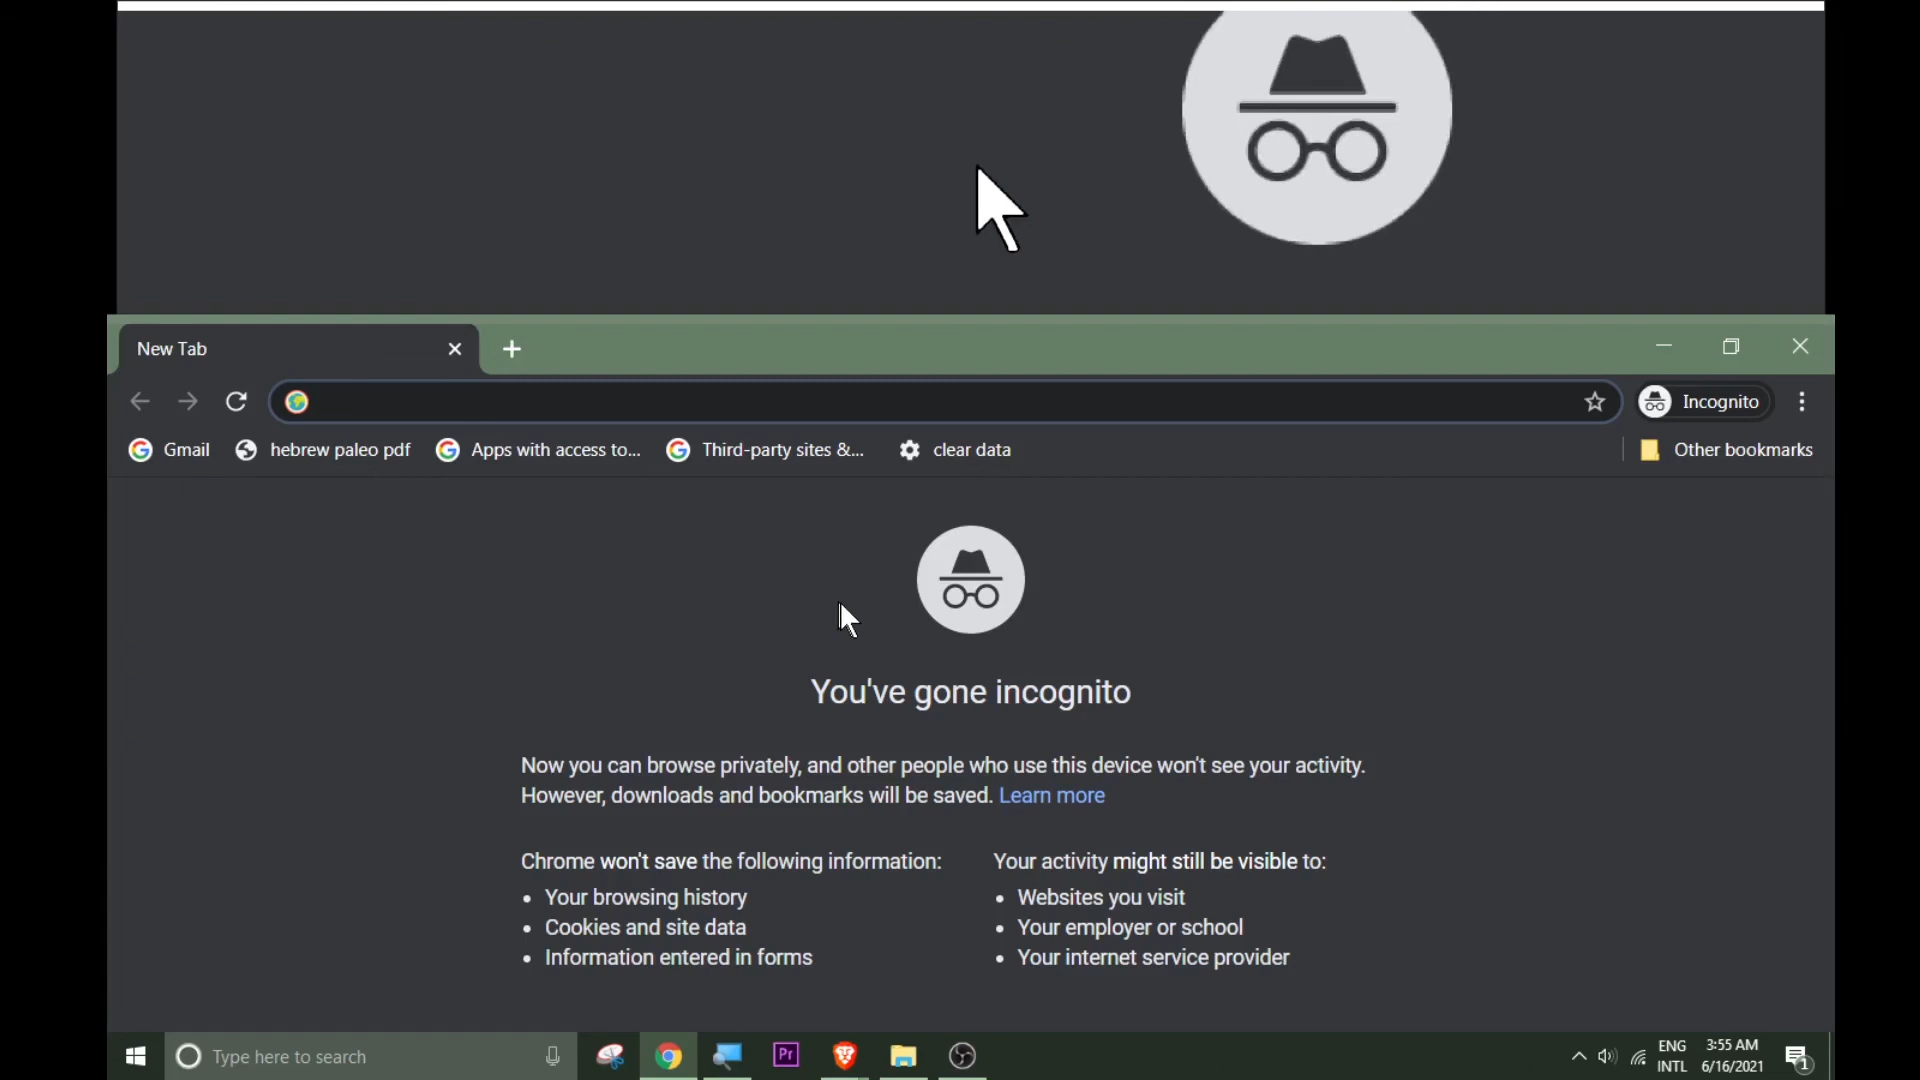 New Tab
Incognito
Gmail hebrew paleo pdf Apps with access to... Third-party sites &... clear data Other bookmarks
You've gone incognito
Now you can browse privately, and other people who use this device won't see your activity.
However, downloads and bookmarks will be saved. Learn more
Chrome won't save the following information:
Your browsing history
Cookies and site data
Information entered in forms
Your activity might still be visible to:
Websites you visit
Your employer or school
Your internet service provider
Type here to search
Pr
ENG
INTL
3:55 AM
6/16/2021
1